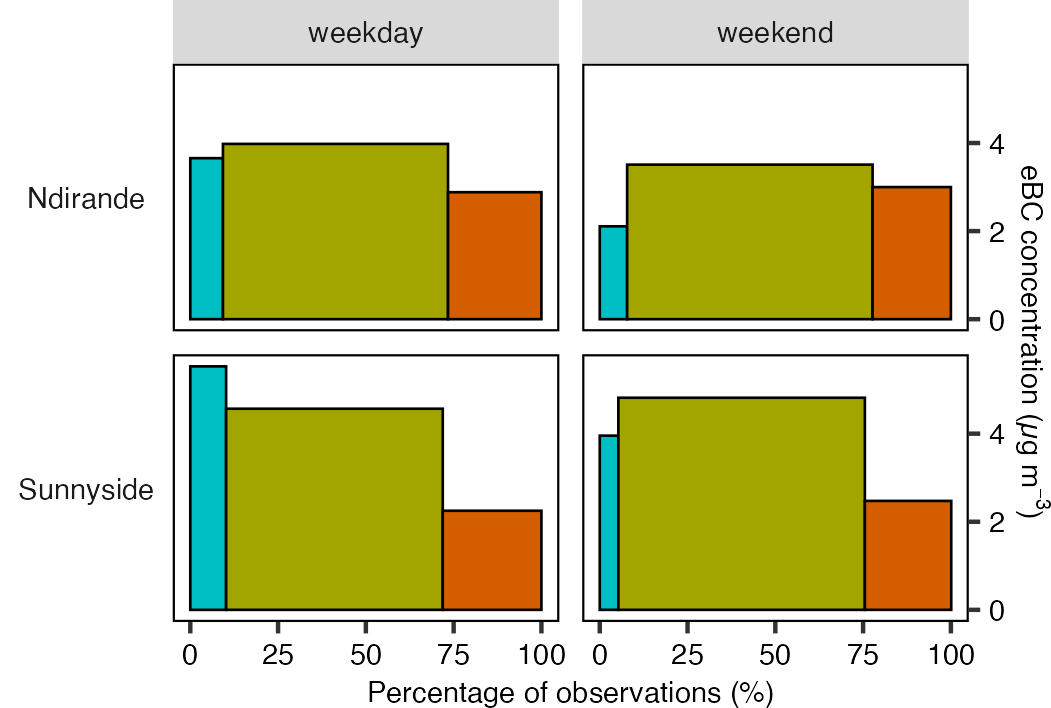 weekday weekend
Ndirande
4
2
0
Sunnyside
4
2
0
eBC concentration (µg m⁻³)
0 25 50 75 100 0 25 50 75 100
Percentage of observations (%)